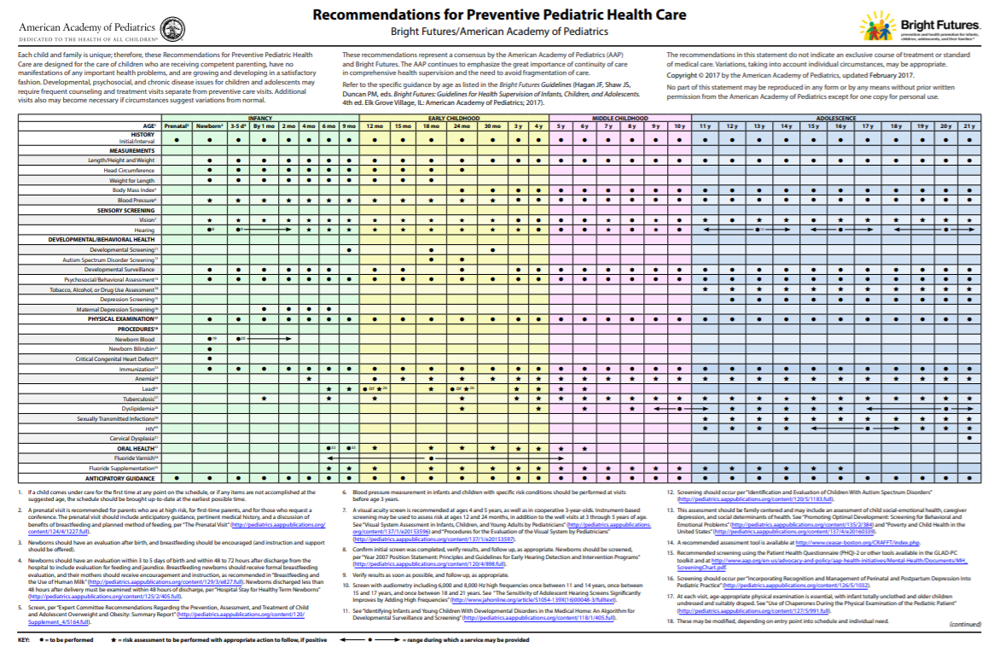 Recommendations for Preventive Pediatric Health Care
Bright Futures/American Academy of Pediatrics
American Academy of Pediatrics
DEDICATED TO THE HEALTH OF ALL CHILDREN®
Bright Futures.
prevention and health promotion for infants, children, adolescents, and their families™
Each child and family is unique; therefore, these Recommendations for Preventive Pediatric Health
Care are designed for the care of children who are receiving competent parenting, have no
manifestations of any important health problems, and are growing and developing in a satisfactory
fashion. Developmental, psychosocial, and chronic disease issues for children and adolescents may
require frequent counseling and treatment visits separate from preventive care visits. Additional
visits also may become necessary if circumstances suggest variations from normal.
These recommendations represent a consensus by the American Academy of Pediatrics (AAP)
and Bright Futures. The AAP continues to emphasize the great importance of continuity of care
in comprehensive health supervision and the need to avoid fragmentation of care.
Refer to the specific guidance by age as listed in the Bright Futures Guidelines (Hagan JF, Shaw JS,
Duncan PM, eds. Bright Futures: Guidelines for Health Supervision of Infants, Children, and Adolescents.
4th ed. Elk Grove Village, IL: American Academy of Pediatrics; 2017).
The recommendations in this statement do not indicate an exclusive course of treatment or standard
of medical care. Variations, taking into account individual circumstances, may be appropriate.
Copyright © 2017 by the American Academy of Pediatrics, updated February 2017.
No part of this statement may be reproduced in any form or by any means without prior written
permission from the American Academy of Pediatrics except for one copy for personal use.
INFANCY EARLY CHILDHOOD MIDDLE CHILDHOOD ADOLESCENCE
AGE¹ Prenatal² Newborn³ 3-5 d⁴ By 1 mo 2 mo 4 mo 6 mo 9 mo 12 mo 15 mo 18 mo 24 mo 30 mo 3 y 4 y 5 y 6 y 7 y 8 y 9 y 10 y 11 y 12 y 13 y 14 y 15 y 16 y 17 y 18 y 19 y 20 y 21 y
HISTORY
Initial/Interval
MEASUREMENTS
Length/Height and Weight
Head Circumference
Weight for Length
Body Mass Index⁵
Blood Pressure⁶
SENSORY SCREENING
Vision⁷
Hearing
DEVELOPMENTAL/BEHAVIORAL HEALTH
Developmental Screening¹¹
Autism Spectrum Disorder Screening¹²
Developmental Surveillance
Psychosocial/Behavioral Assessment¹³
Tobacco, Alcohol, or Drug Use Assessment¹⁴
Depression Screening¹⁵
Maternal Depression Screening¹⁶
PHYSICAL EXAMINATION¹⁷
PROCEDURES¹⁸
Newborn Blood
Newborn Bilirubin²¹
Critical Congenital Heart Defect²²
Immunization²³
Anemia²⁴
Lead²⁵ ● or ★²⁶ ● or ★²⁶
Tuberculosis²⁷
Dyslipidemia²⁸
Sexually Transmitted Infections²⁹
HIV³⁰
Cervical Dysplasia³¹
ORAL HEALTH³²
Fluoride Varnish³⁴
Fluoride Supplementation³⁵
ANTICIPATORY GUIDANCE
1. If a child comes under care for the first time at any point on the schedule, or if any items are not accomplished at the
suggested age, the schedule should be brought up-to-date at the earliest possible time.
2. A prenatal visit is recommended for parents who are at high risk, for first-time parents, and for those who request a
conference. The prenatal visit should include anticipatory guidance, pertinent medical history, and a discussion of
benefits of breastfeeding and planned method of feeding, per "The Prenatal Visit" (http://pediatrics.aappublications.org/
content/124/4/1227.full).
3. Newborns should have an evaluation after birth, and breastfeeding should be encouraged (and instruction and support
should be offered).
4. Newborns should have an evaluation within 3 to 5 days of birth and within 48 to 72 hours after discharge from the
hospital to include evaluation for feeding and jaundice. Breastfeeding newborns should receive formal breastfeeding
evaluation, and their mothers should receive encouragement and instruction, as recommended in "Breastfeeding and
the Use of Human Milk" (http://pediatrics.aappublications.org/content/129/3/e827.full). Newborns discharged less than
48 hours after delivery must be examined within 48 hours of discharge, per "Hospital Stay for Healthy Term Newborns"
(http://pediatrics.aappublications.org/content/125/2/405.full).
5. Screen, per "Expert Committee Recommendations Regarding the Prevention, Assessment, and Treatment of Child
and Adolescent Overweight and Obesity: Summary Report" (http://pediatrics.aappublications.org/content/120/
Supplement_4/S164.full).
6. Blood pressure measurement in infants and children with specific risk conditions should be performed at visits
before age 3 years.
7. A visual acuity screen is recommended at ages 4 and 5 years, as well as in cooperative 3-year-olds. Instrument-based
screening may be used to assess risk at ages 12 and 24 months, in addition to the well visits at 3 through 5 years of age.
See "Visual System Assessment in Infants, Children, and Young Adults by Pediatricians" (http://pediatrics.aappublications.
org/content/137/1/e20153596) and "Procedures for the Evaluation of the Visual System by Pediatricians"
(http://pediatrics.aappublications.org/content/137/1/e20153597).
8. Confirm initial screen was completed, verify results, and follow up, as appropriate. Newborns should be screened,
per "Year 2007 Position Statement: Principles and Guidelines for Early Hearing Detection and Intervention Programs"
(http://pediatrics.aappublications.org/content/120/4/898.full).
9. Verify results as soon as possible, and follow up, as appropriate.
10. Screen with audiometry including 6,000 and 8,000 Hz high frequencies once between 11 and 14 years, once between
15 and 17 years, and once between 18 and 21 years. See "The Sensitivity of Adolescent Hearing Screens Significantly
Improves by Adding High Frequencies" (http://www.jahonline.org/article/S1054-139X(16)00048-3/fulltext).
11. See "Identifying Infants and Young Children With Developmental Disorders in the Medical Home: An Algorithm for
Developmental Surveillance and Screening" (http://pediatrics.aappublications.org/content/118/1/405.full).
12. Screening should occur per "Identification and Evaluation of Children With Autism Spectrum Disorders"
(http://pediatrics.aappublications.org/content/120/5/1183.full).
13. This assessment should be family centered and may include an assessment of child social-emotional health, caregiver
depression, and social determinants of health. See "Promoting Optimal Development: Screening for Behavioral and
Emotional Problems" (http://pediatrics.aappublications.org/content/135/2/384) and "Poverty and Child Health in the
United States" (http://pediatrics.aappublications.org/content/137/4/e20160339).
14. A recommended assessment tool is available at http://www.ceasar-boston.org/CRAFFT/index.php.
15. Recommended screening using the Patient Health Questionnaire (PHQ)-2 or other tools available in the GLAD-PC
toolkit and at http://www.aap.org/en-us/advocacy-and-policy/aap-health-initiatives/Mental-Health/Documents/MH_
ScreeningChart.pdf.
16. Screening should occur per "Incorporating Recognition and Management of Perinatal and Postpartum Depression Into
Pediatric Practice" (http://pediatrics.aappublications.org/content/126/5/1032).
17. At each visit, age-appropriate physical examination is essential, with infant totally unclothed and older children
undressed and suitably draped. See "Use of Chaperones During the Physical Examination of the Pediatric Patient"
(http://pediatrics.aappublications.org/content/127/5/991.full).
18. These may be modified, depending on entry point into schedule and individual need.
(continued)
KEY: ● = to be performed ★ = risk assessment to be performed with appropriate action to follow, if positive ←●→ = range during which a service may be provided